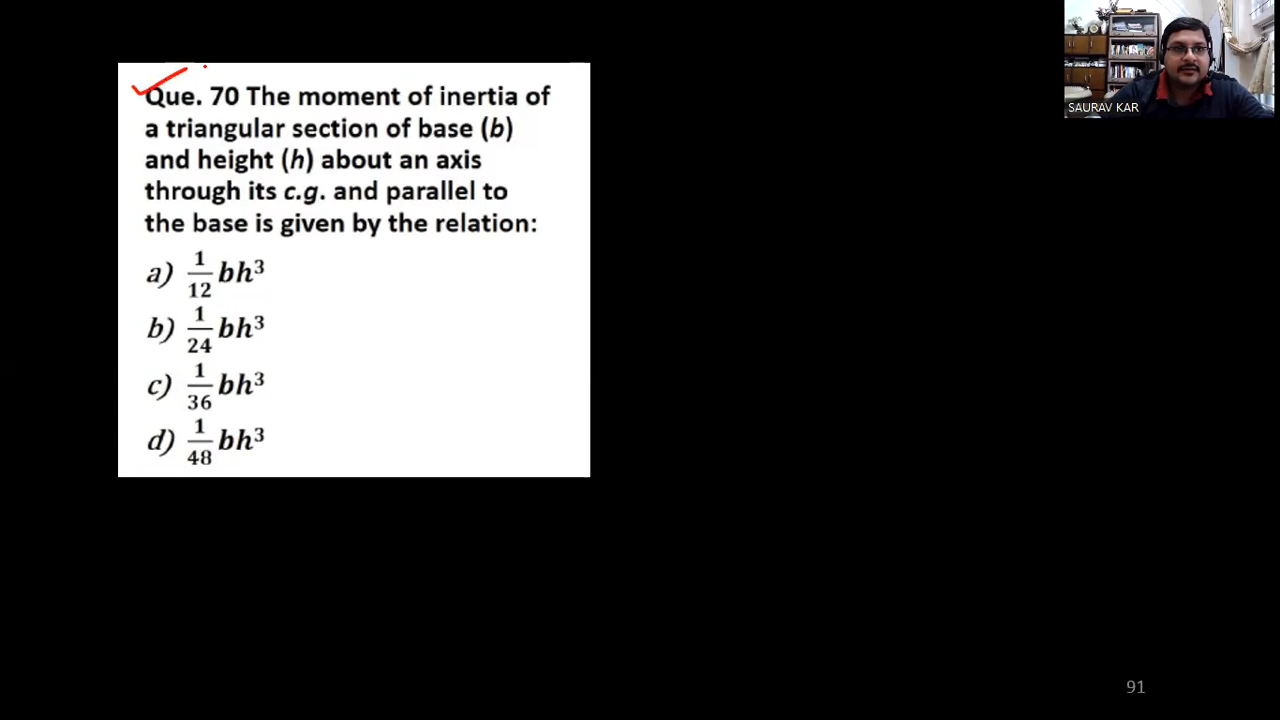 Que. 70 The moment of inertia of
a triangular section of base (b)
and height (h) about an axis
through its c.g. and parallel to
the base is given by the relation:
a) 1/12 bh³
b) 1/24 bh³
c) 1/36 bh³
d) 1/48 bh³
SAURAV KAR
91